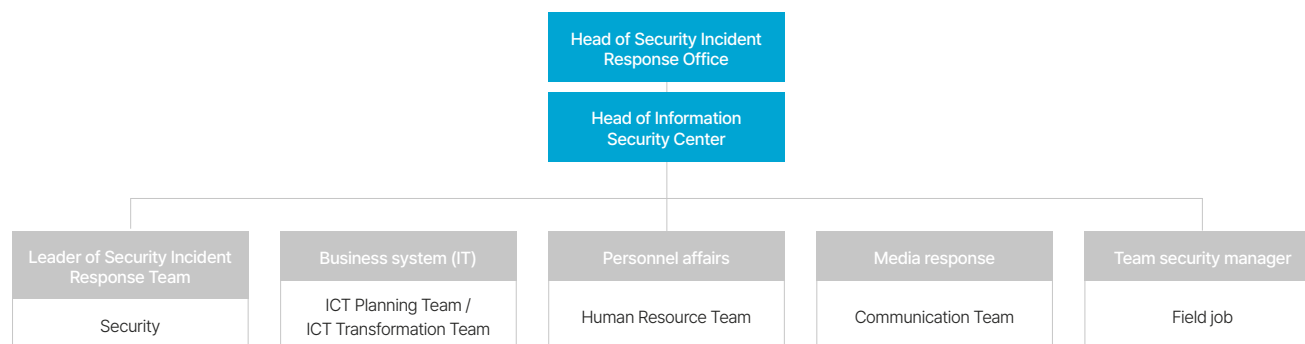 Head of Security Incident
Response Office
Head of Information
Security Center
Leader of Security Incident
Response Team
Security
Business system (IT)
ICT Planning Team /
ICT Transformation Team
Personnel affairs
Human Resource Team
Media response
Communication Team
Team security manager
Field job